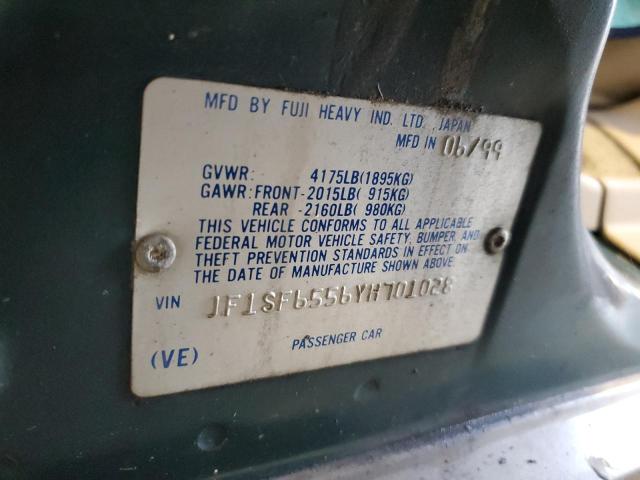 MFD BY FUJI HEAVY IND. LTD. JAPAN
MFD IN 06/99
GVWR: 4175LB(1895KG)
GAWR:FRONT-2015LB( 915KG)
REAR -2160LB( 980KG)
THIS VEHICLE CONFORMS TO ALL APPLICABLE
FEDERAL MOTOR VEHICLE SAFETY, BUMPER, AND
THEFT PREVENTION STANDARDS IN EFFECT ON
THE DATE OF MANUFACTURE SHOWN ABOVE.
VIN JF1SF6556YH701028
(VE) PASSENGER CAR